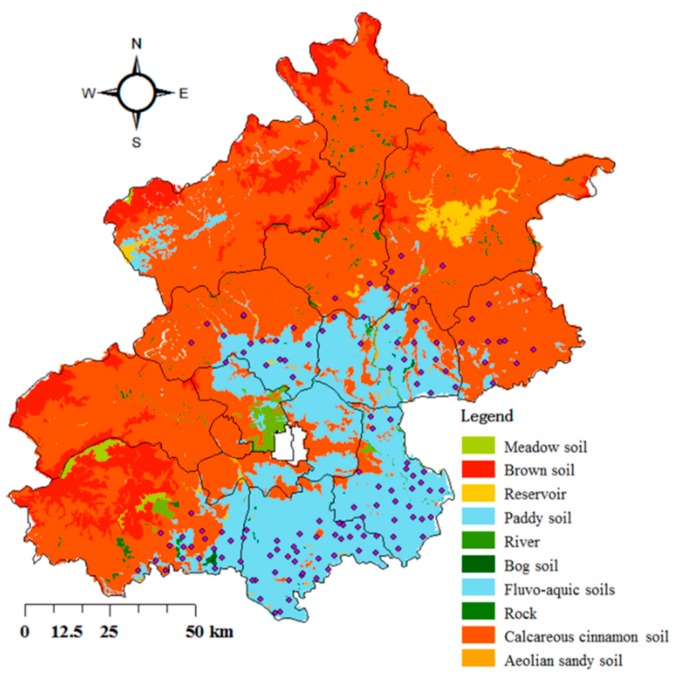 N
W E
S
Legend
Meadow soil
Brown soil
Reservoir
Paddy soil
River
Bog soil
Fluvo-aquic soils
Rock
Calcareous cinnamon soil
Aeolian sandy soil
0 12.5 25 50 km